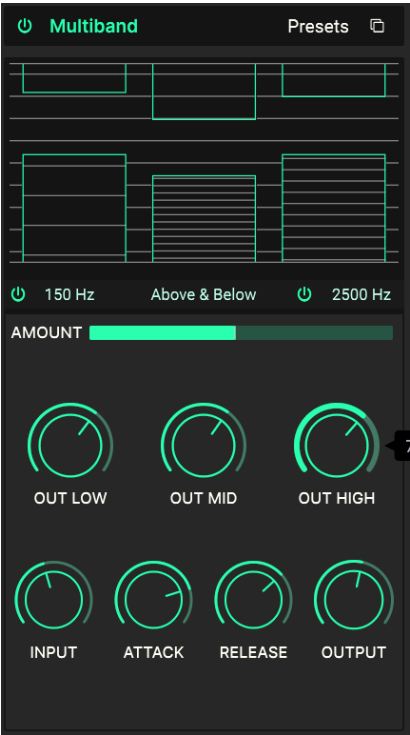 Multiband Presets
150 Hz Above & Below 2500 Hz
AMOUNT
OUT LOW OUT MID OUT HIGH
INPUT ATTACK RELEASE OUTPUT